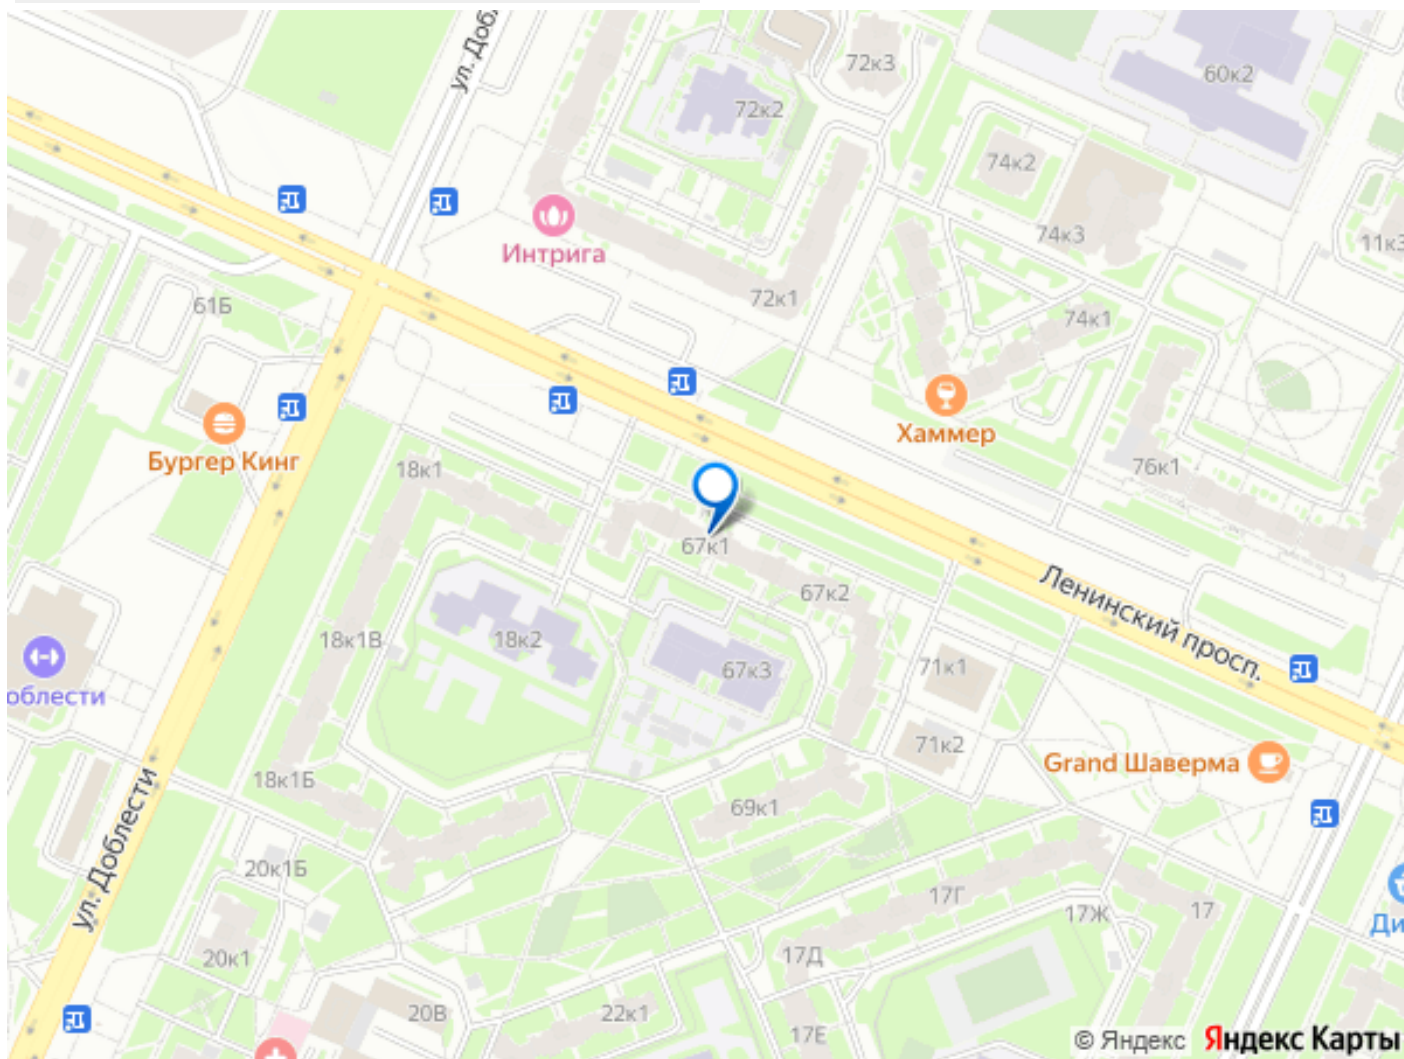 ул. Добл
72к3
60к2
72к2
74к2
74к3
11к3
Интрига
72к1
61Б
74к1
Хаммер
Бургер Кинг
18к1
76к1
67к1
67к2
Ленинский просп.
18к1В
18к2
67к3
71к1
облести
71к2
Grand Шаверма
18к1Б
69к1
ул. Доблести
20к1Б
17Г
17Ж
17
Ди
20к1
17Д
20В
22к1
17Е
© Яндекс Яндекс Карты